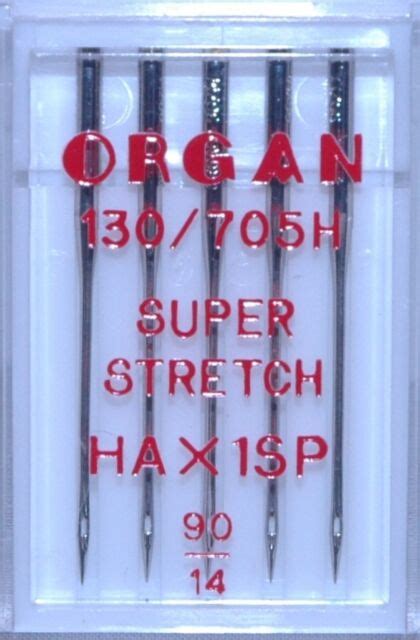 ORGAN
130/705H
SUPER
STRETCH
HA×1SP
90
14